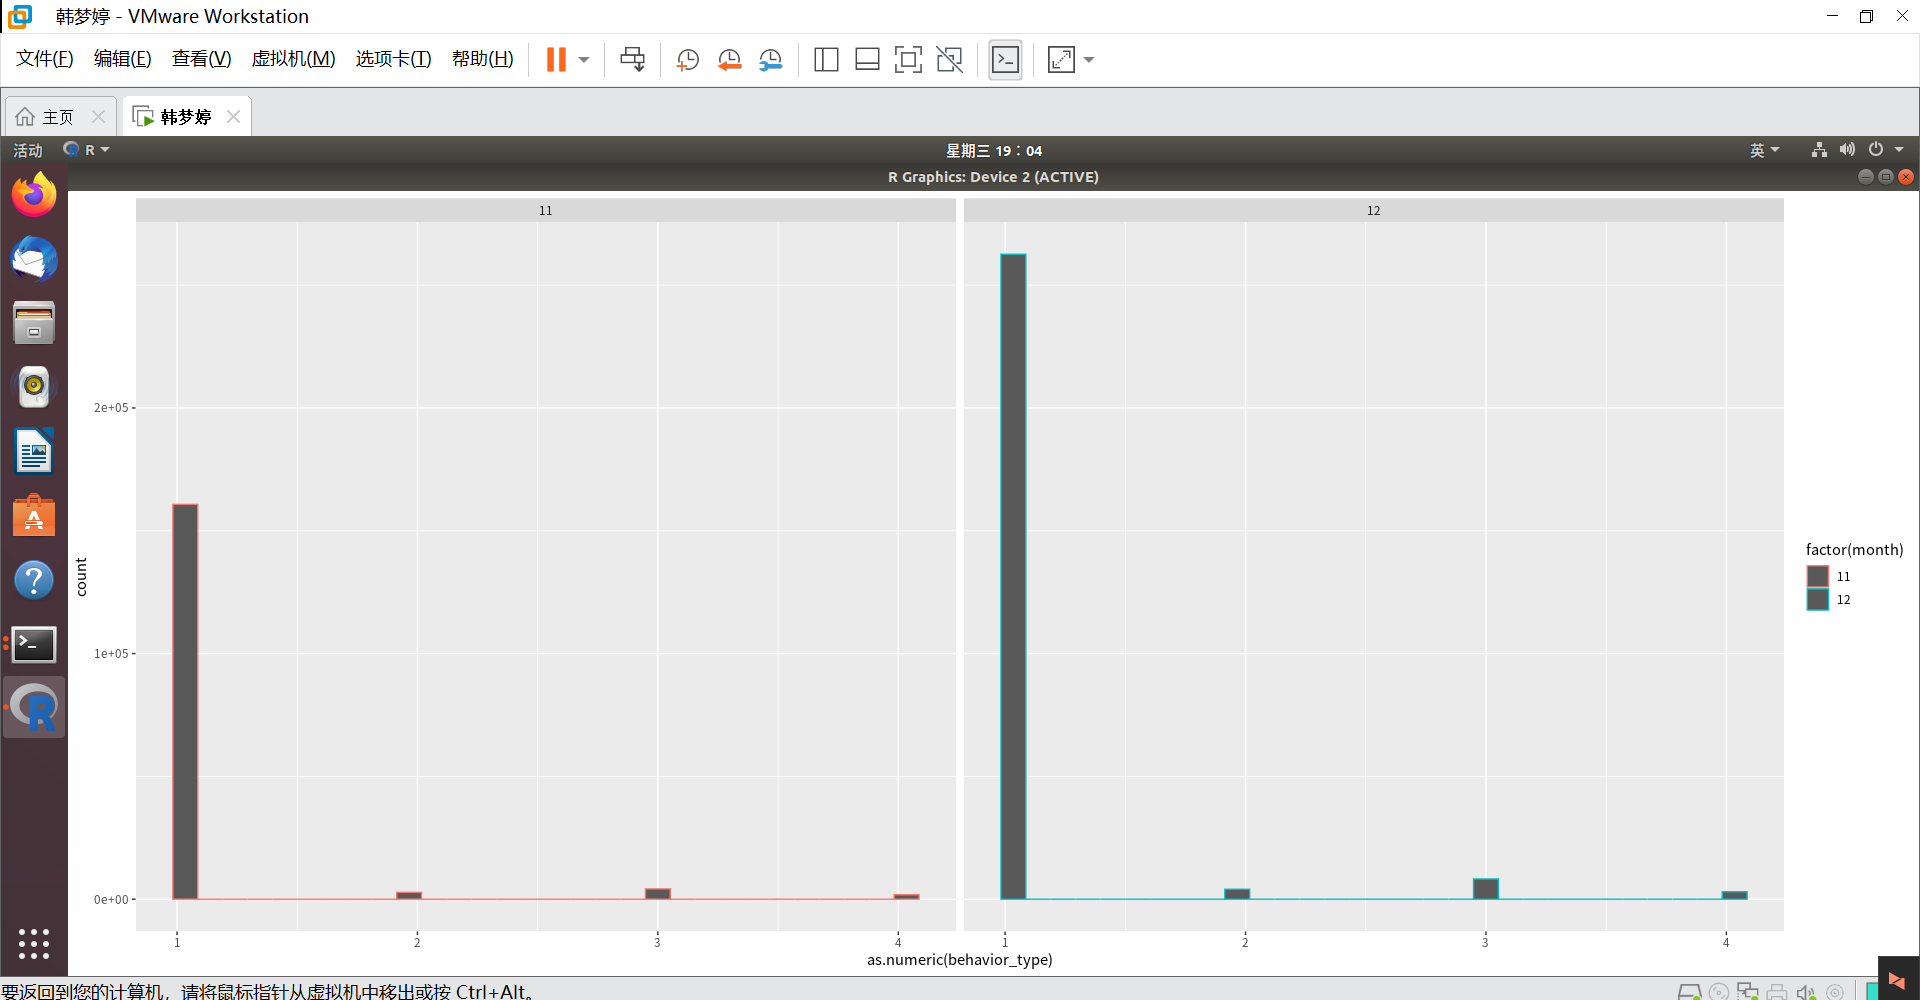 韩梦婷 - VMware Workstation
文件(F) 编辑(E) 查看(V) 虚拟机(M) 选项卡(T) 帮助(H)
主页 韩梦婷
活动 R 星期三 19：04 英
R Graphics: Device 2 (ACTIVE)
11 12
2e+05
1e+05
0e+00
count
1 2 3 4 1 2 3 4
as.numeric(behavior_type)
factor(month)
11
12
要返回到您的计算机，请将鼠标指针从虚拟机中移出或按 Ctrl+Alt。